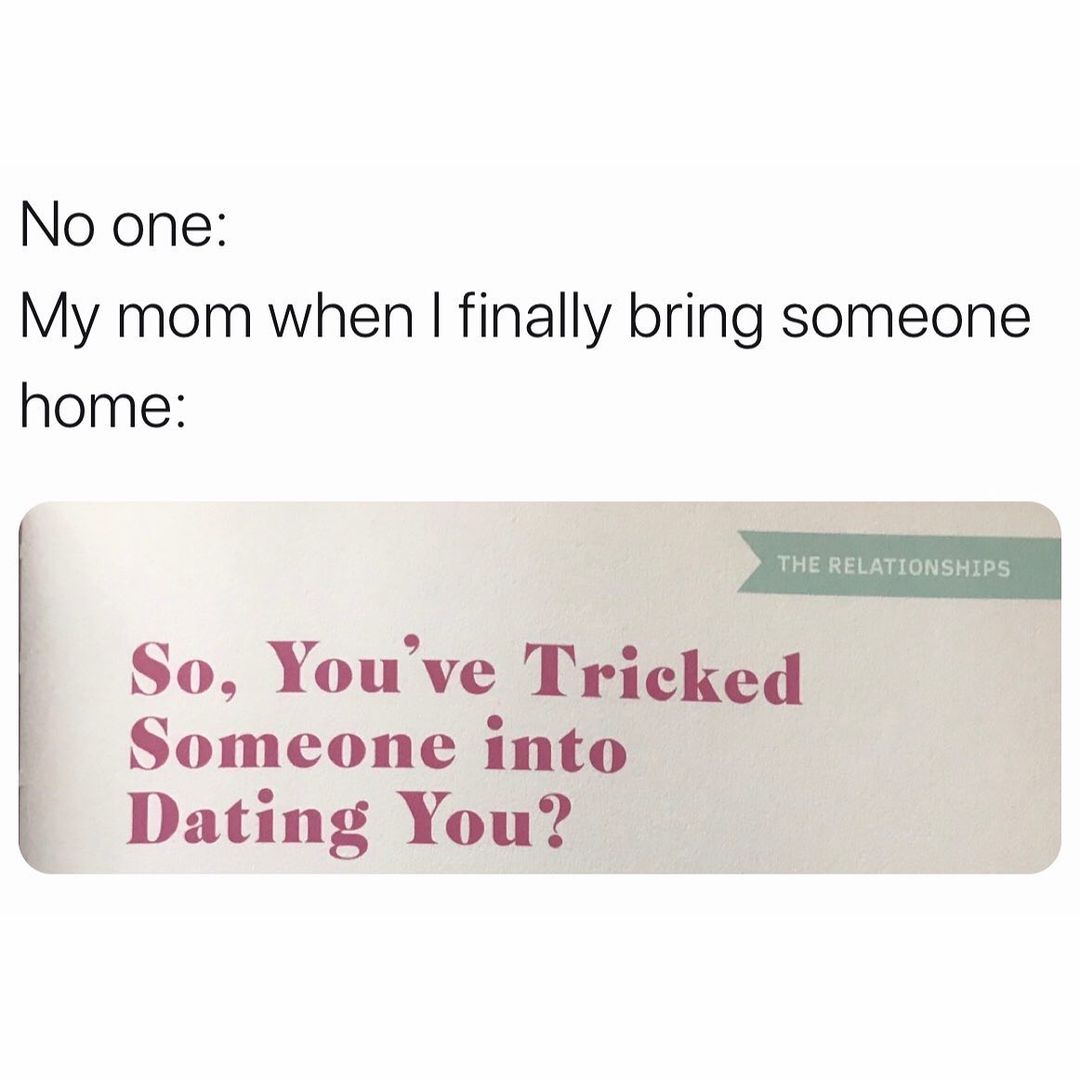 No one:
My mom when I finally bring someone
home:
THE RELATIONSHIPS
So, You've Tricked
Someone into
Dating You?